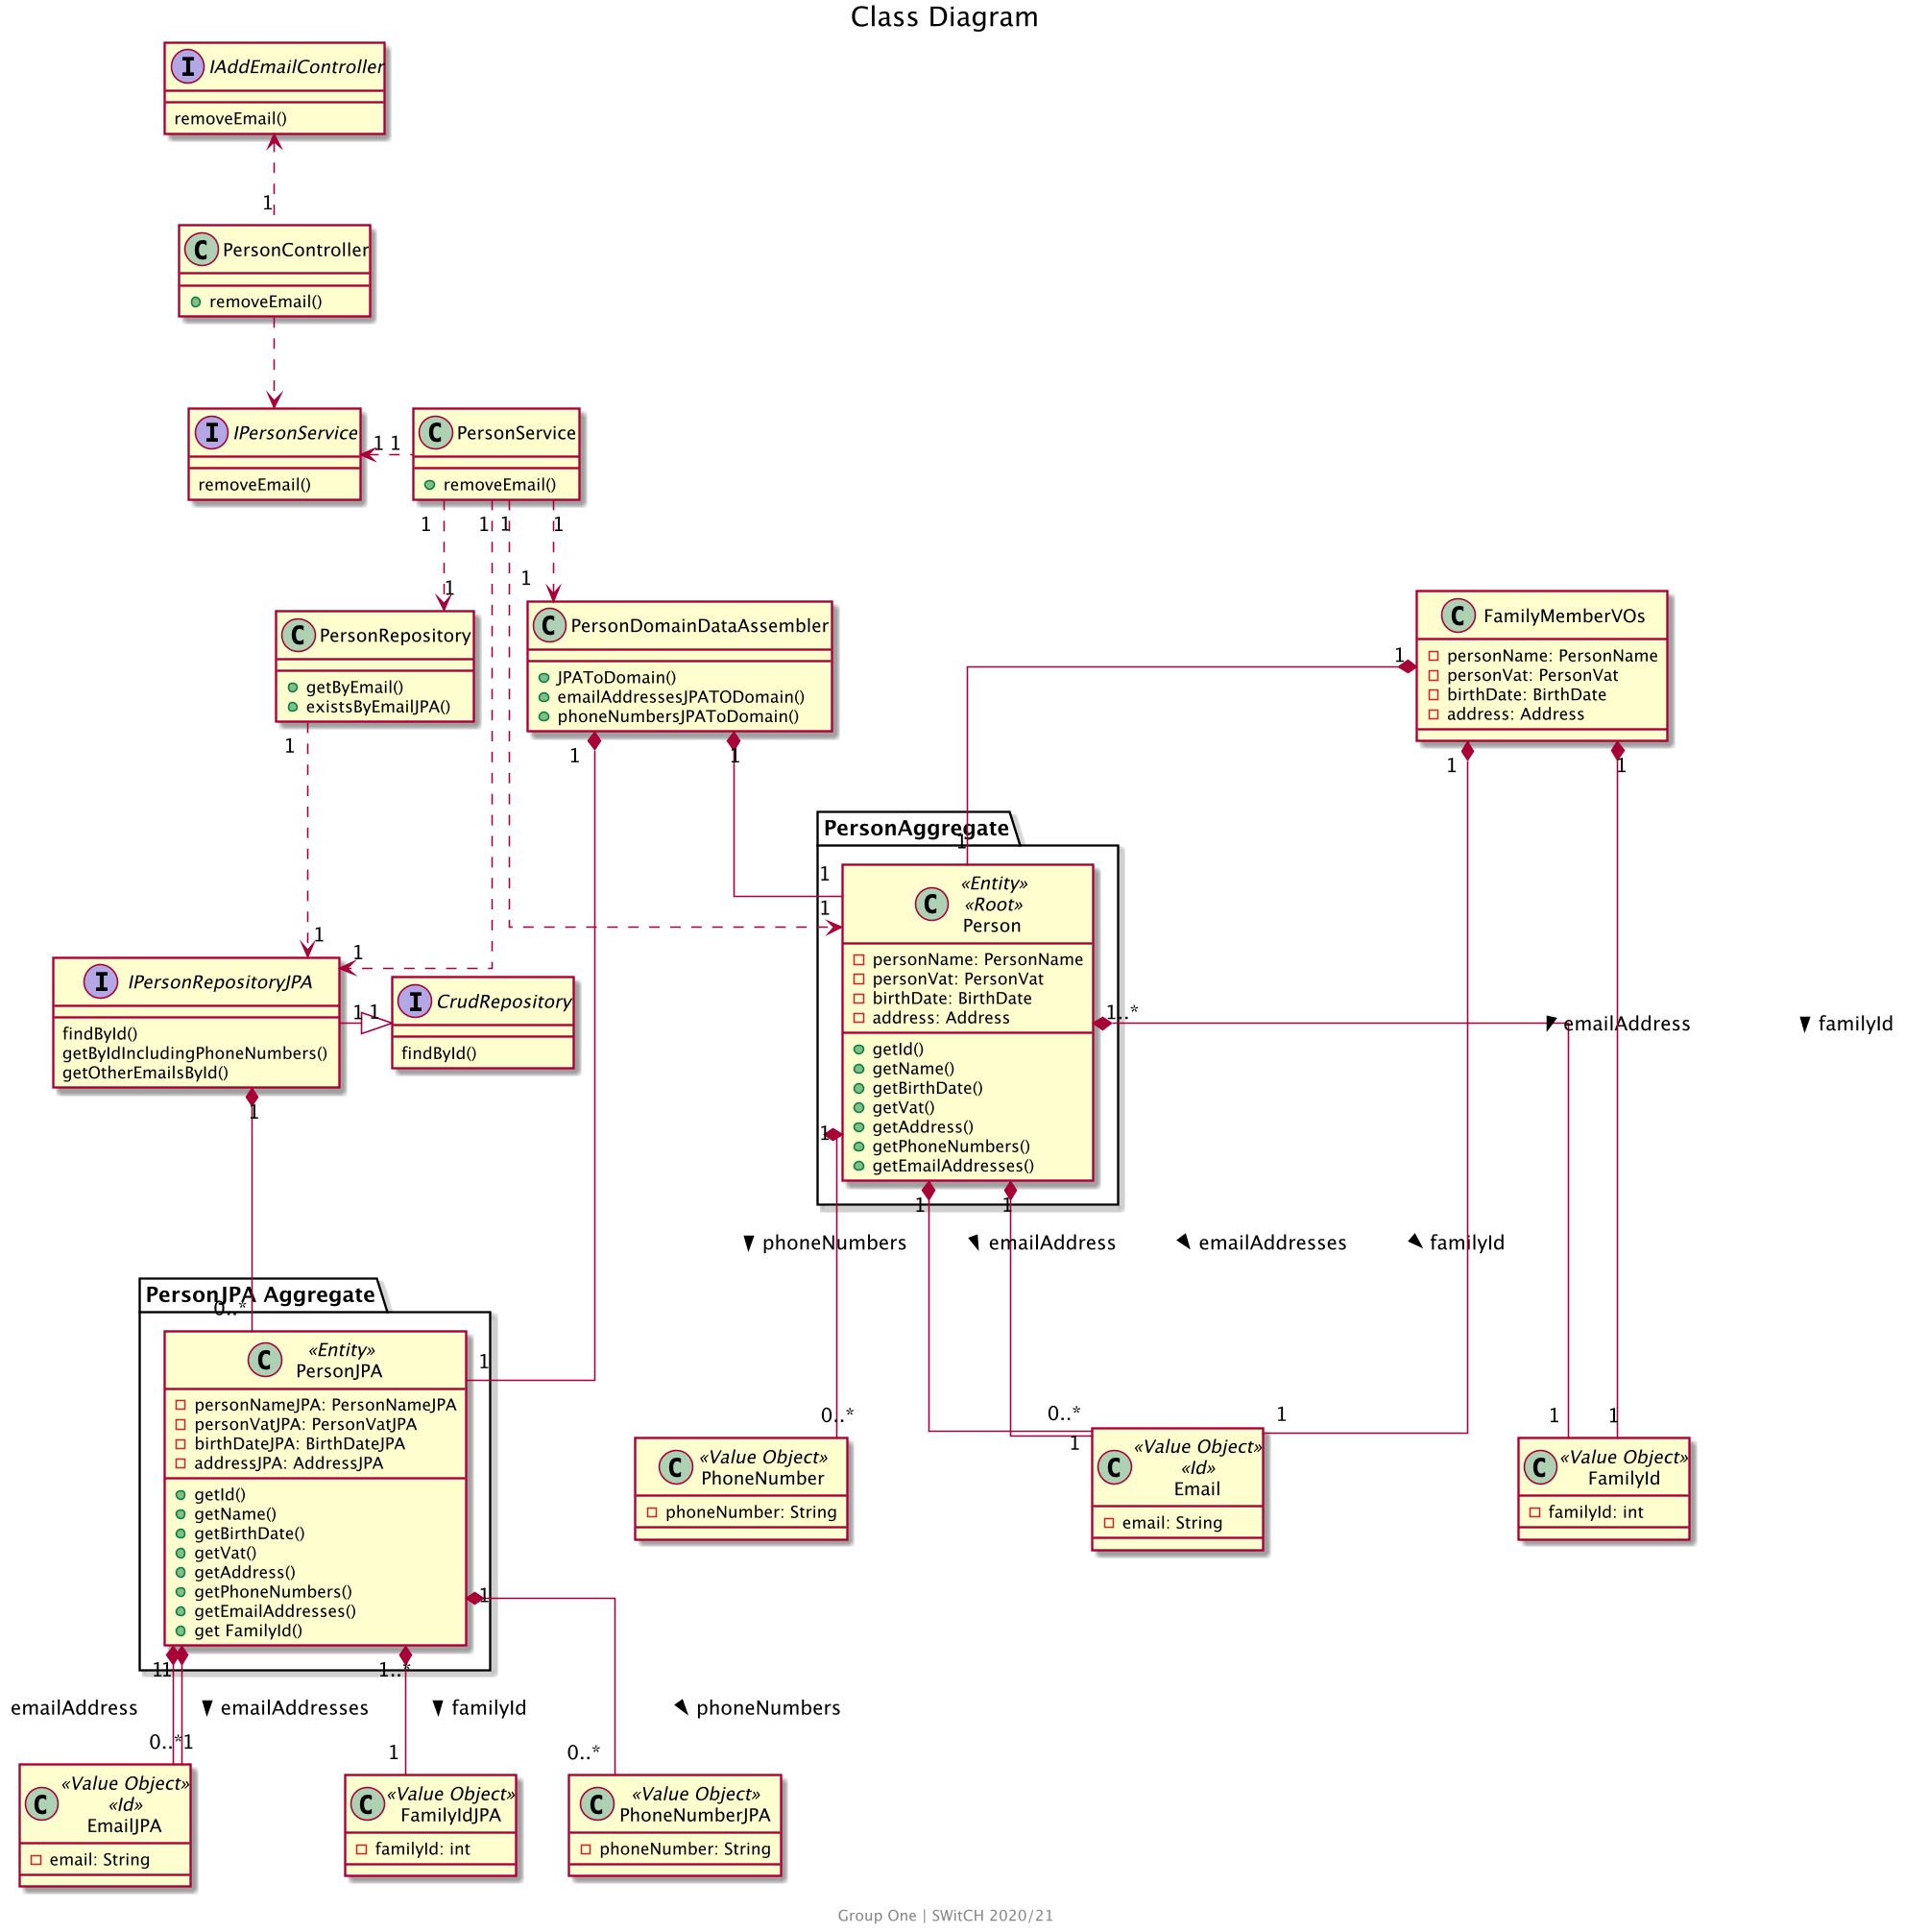 Class Diagram
I IAddEmailController
removeEmail()
1
C PersonController
removeEmail()
I IPersonService
removeEmail()
1 1
C PersonService
removeEmail()
1 1 1 1
1
1
C PersonRepository
getByEmail()
existsByEmailJPA()
1
C PersonDomainDataAssembler
JPAToDomain()
emailAddressesJPATODomain()
phoneNumbersJPAToDomain()
1 1
C FamilyMemberVOs
personName: PersonName
personVat: PersonVat
birthDate: BirthDate
address: Address
1
1 1
PersonAggregate
1
1
1
C «Entity»
«Root»
Person
personName: PersonName
personVat: PersonVat
birthDate: BirthDate
address: Address
getId()
getName()
getBirthDate()
getVat()
getAddress()
getPhoneNumbers()
getEmailAddresses()
1..*
1
1 1
emailAddress
familyId
1
1
I IPersonRepositoryJPA
findById()
getByIdIncludingPhoneNumbers()
getOtherEmailsById()
1 1
I CrudRepository
findById()
1
phoneNumbers
emailAddress
emailAddresses
familyId
PersonJPA Aggregate
0..*
1
C «Entity»
PersonJPA
personNameJPA: PersonNameJPA
personVatJPA: PersonVatJPA
birthDateJPA: BirthDateJPA
addressJPA: AddressJPA
getId()
getName()
getBirthDate()
getVat()
getAddress()
getPhoneNumbers()
getEmailAddresses()
get FamilyId()
1
1 1 1..*
0..*
C «Value Object»
PhoneNumber
phoneNumber: String
0..*
1
1
C «Value Object»
«Id»
Email
email: String
1 1
C «Value Object»
FamilyId
familyId: int
emailAddress
emailAddresses
familyId
phoneNumbers
0..* 1
1
0..*
C «Value Object»
«Id»
EmailJPA
email: String
C «Value Object»
FamilyIdJPA
familyId: int
C «Value Object»
PhoneNumberJPA
phoneNumber: String
Group One | SWitCH 2020/21